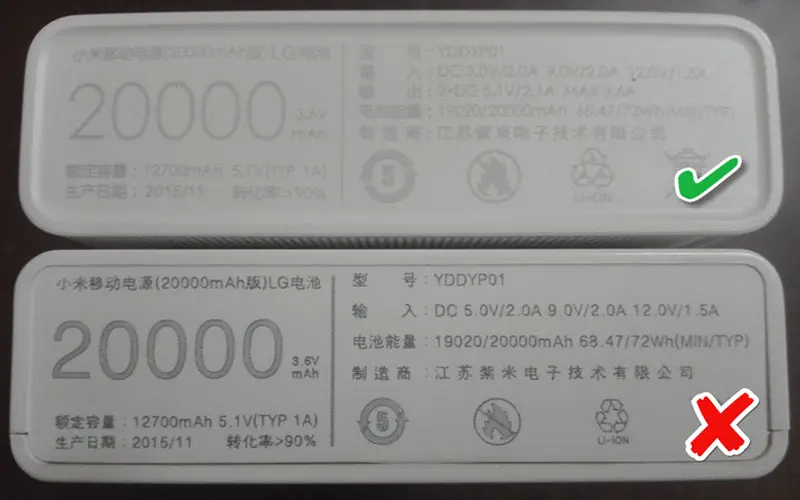 小米移动电源(20000mAh版)LG电池
20000
3.6V
mAh
额定容量：12700mAh 5.1V(TYP 1A)
生产日期：2015/11 转化率>90%
型 号：YDDYP01
输 入：DC 5.0V/2.0A 9.0V/2.0A 12.0V/1.5A
输 出：2*DC 5.1V/2.1A MAX 3.6A
电池能量：19020/20000mAh 68.47/72Wh(MIN/TYP)
制造商：江苏紫米电子技术有限公司
5
LI-ION
小米移动电源(20000mAh版)LG电池
20000
3.6V
mAh
额定容量：12700mAh 5.1V(TYP 1A)
生产日期：2015/11 转化率>90%
型 号：YDDYP01
输 入：DC 5.0V/2.0A 9.0V/2.0A 12.0V/1.5A
电池能量：19020/20000mAh 68.47/72Wh(MIN/TYP)
制造商：江苏紫米电子技术有限公司
5
LI-ION